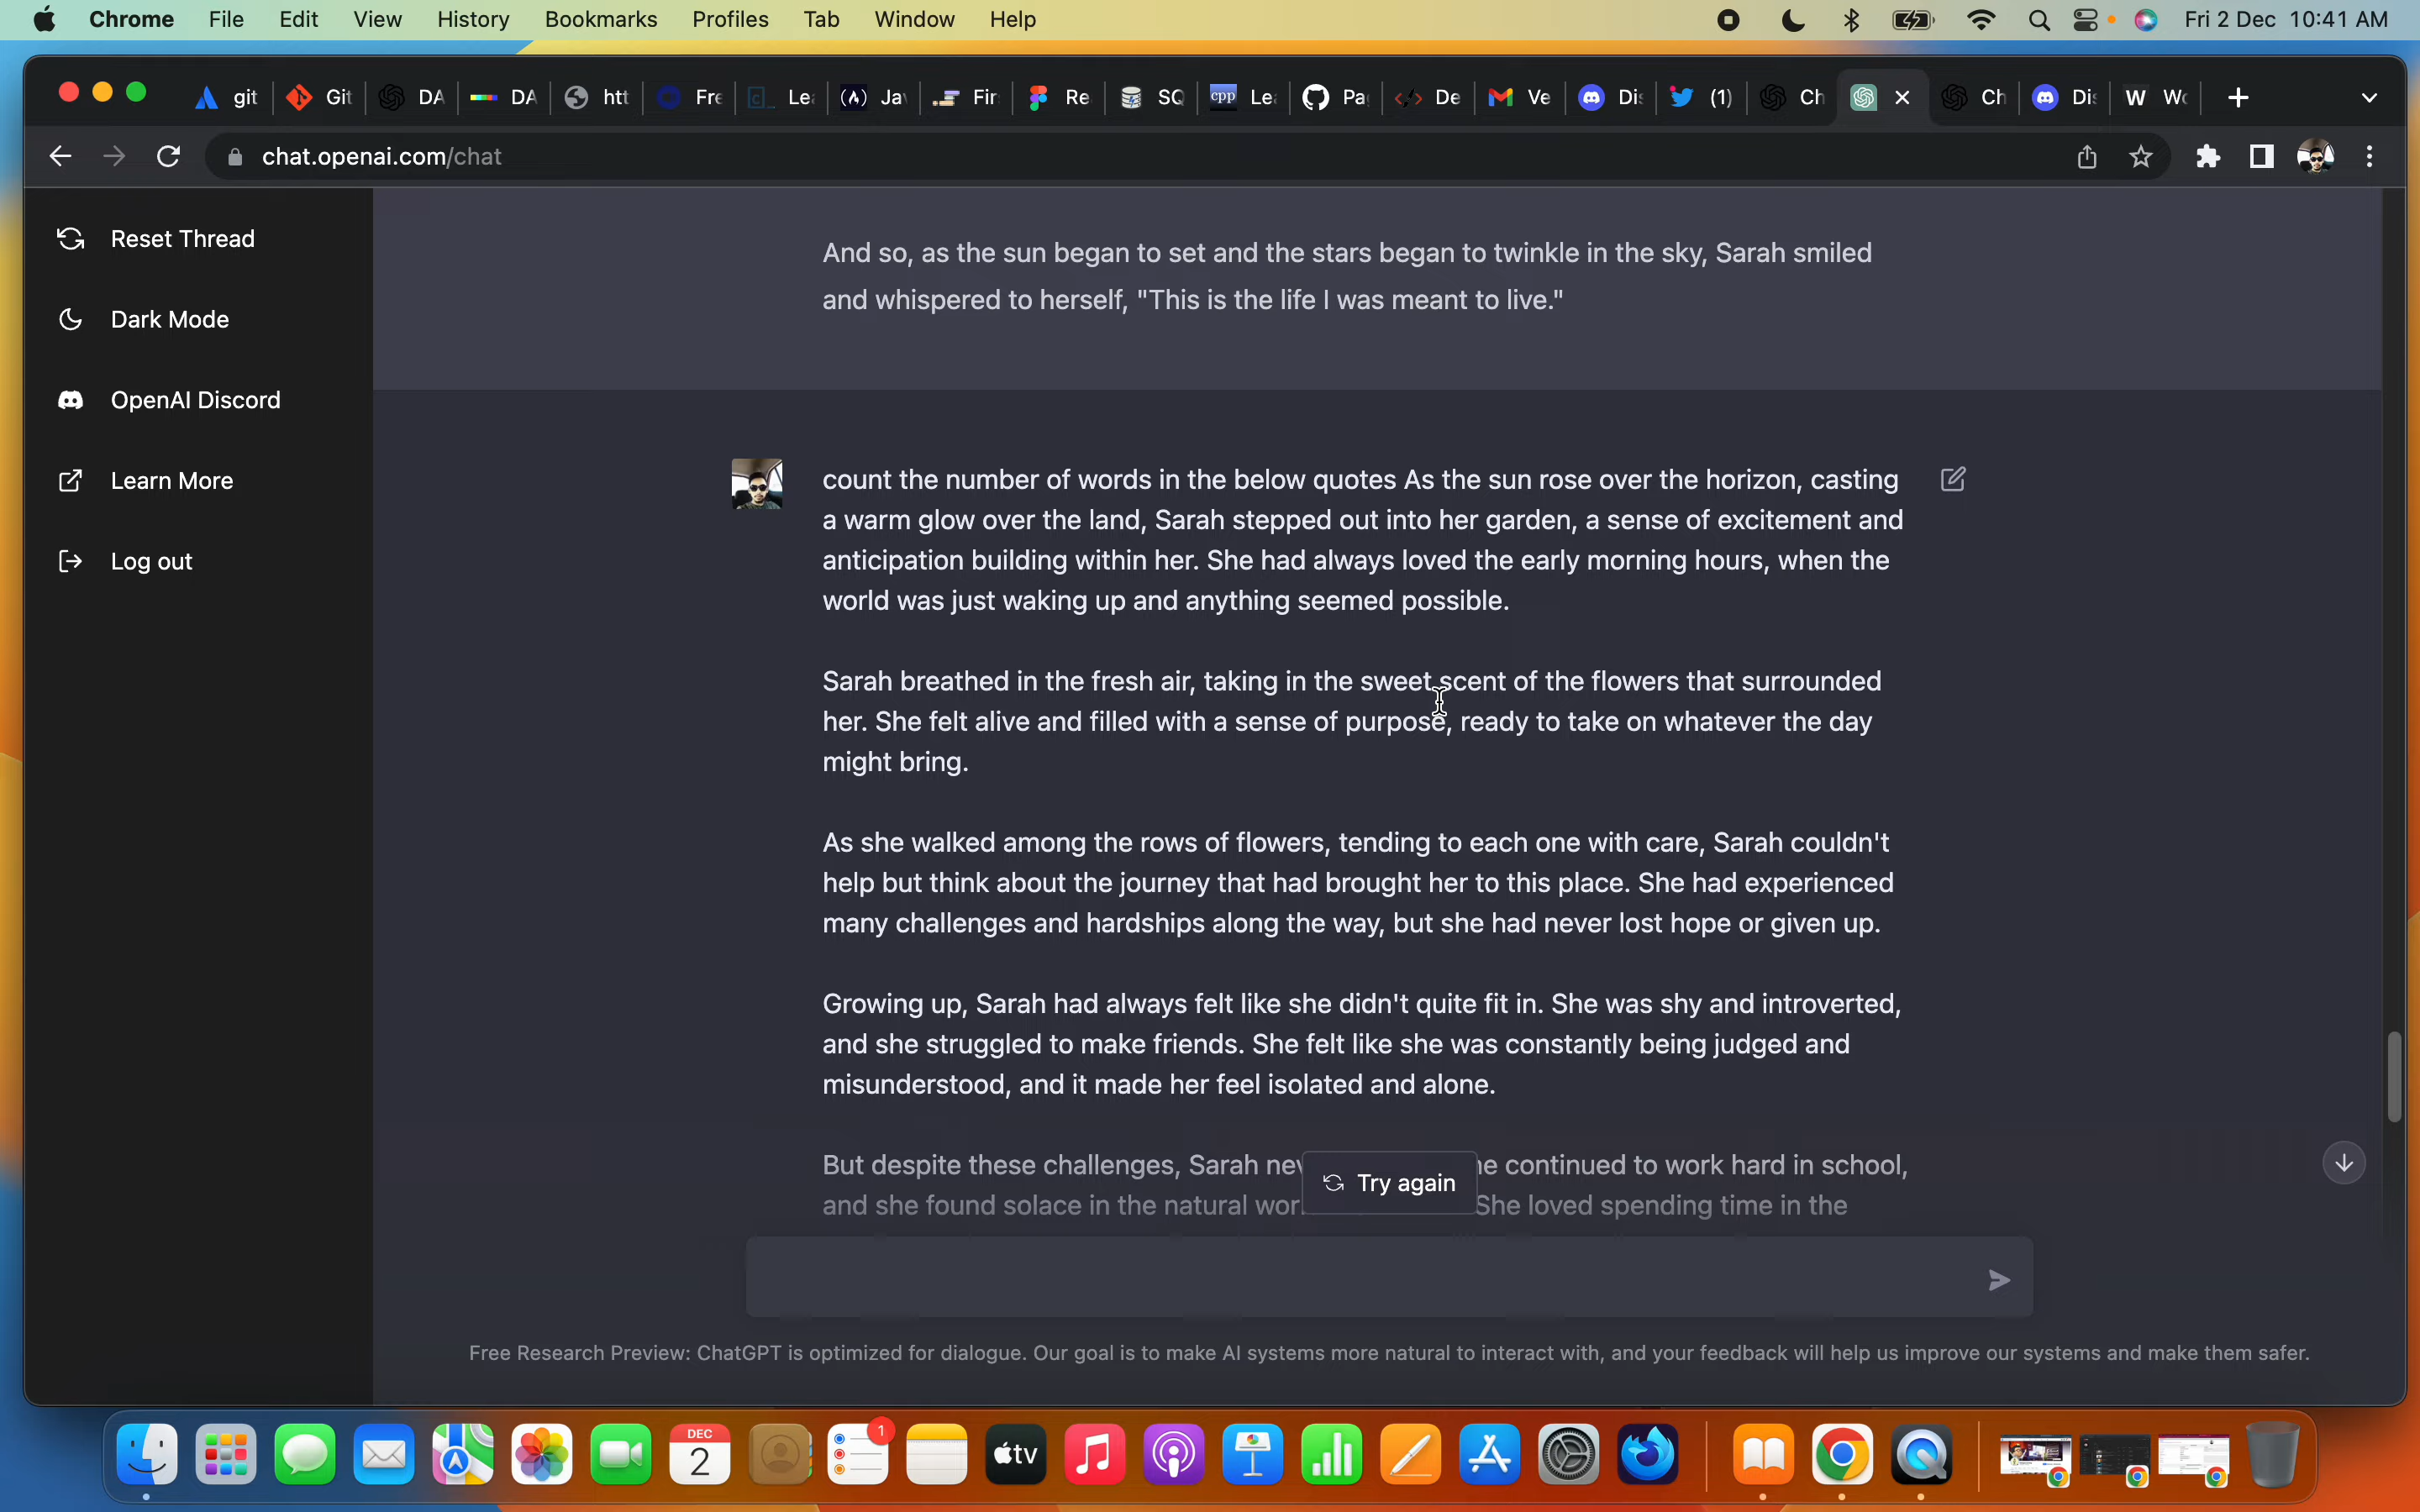 Chrome File Edit View History Bookmarks Profiles Tab Window Help Fri 2 Dec 10:41 AM
git Git DA DA htt Fre Le Ja Fir Re SQ cpp Le Pa De Ve Dis (1) Ch Ch Dis W Wo
chat.openai.com/chat
Reset Thread
Dark Mode
OpenAI Discord
Learn More
Log out
And so, as the sun began to set and the stars began to twinkle in the sky, Sarah smiled
and whispered to herself, "This is the life I was meant to live."
count the number of words in the below quotes As the sun rose over the horizon, casting
a warm glow over the land, Sarah stepped out into her garden, a sense of excitement and
anticipation building within her. She had always loved the early morning hours, when the
world was just waking up and anything seemed possible.
Sarah breathed in the fresh air, taking in the sweet scent of the flowers that surrounded
her. She felt alive and filled with a sense of purpose, ready to take on whatever the day
might bring.
As she walked among the rows of flowers, tending to each one with care, Sarah couldn't
help but think about the journey that had brought her to this place. She had experienced
many challenges and hardships along the way, but she had never lost hope or given up.
Growing up, Sarah had always felt like she didn't quite fit in. She was shy and introverted,
and she struggled to make friends. She felt like she was constantly being judged and
misunderstood, and it made her feel isolated and alone.
But despite these challenges, Sarah continued to work hard in school,
and she found solace in the natural She loved spending time in the
Try again
Free Research Preview: ChatGPT is optimized for dialogue. Our goal is to make AI systems more natural to interact with, and your feedback will help us improve our systems and make them safer.
DEC
2
1
tv